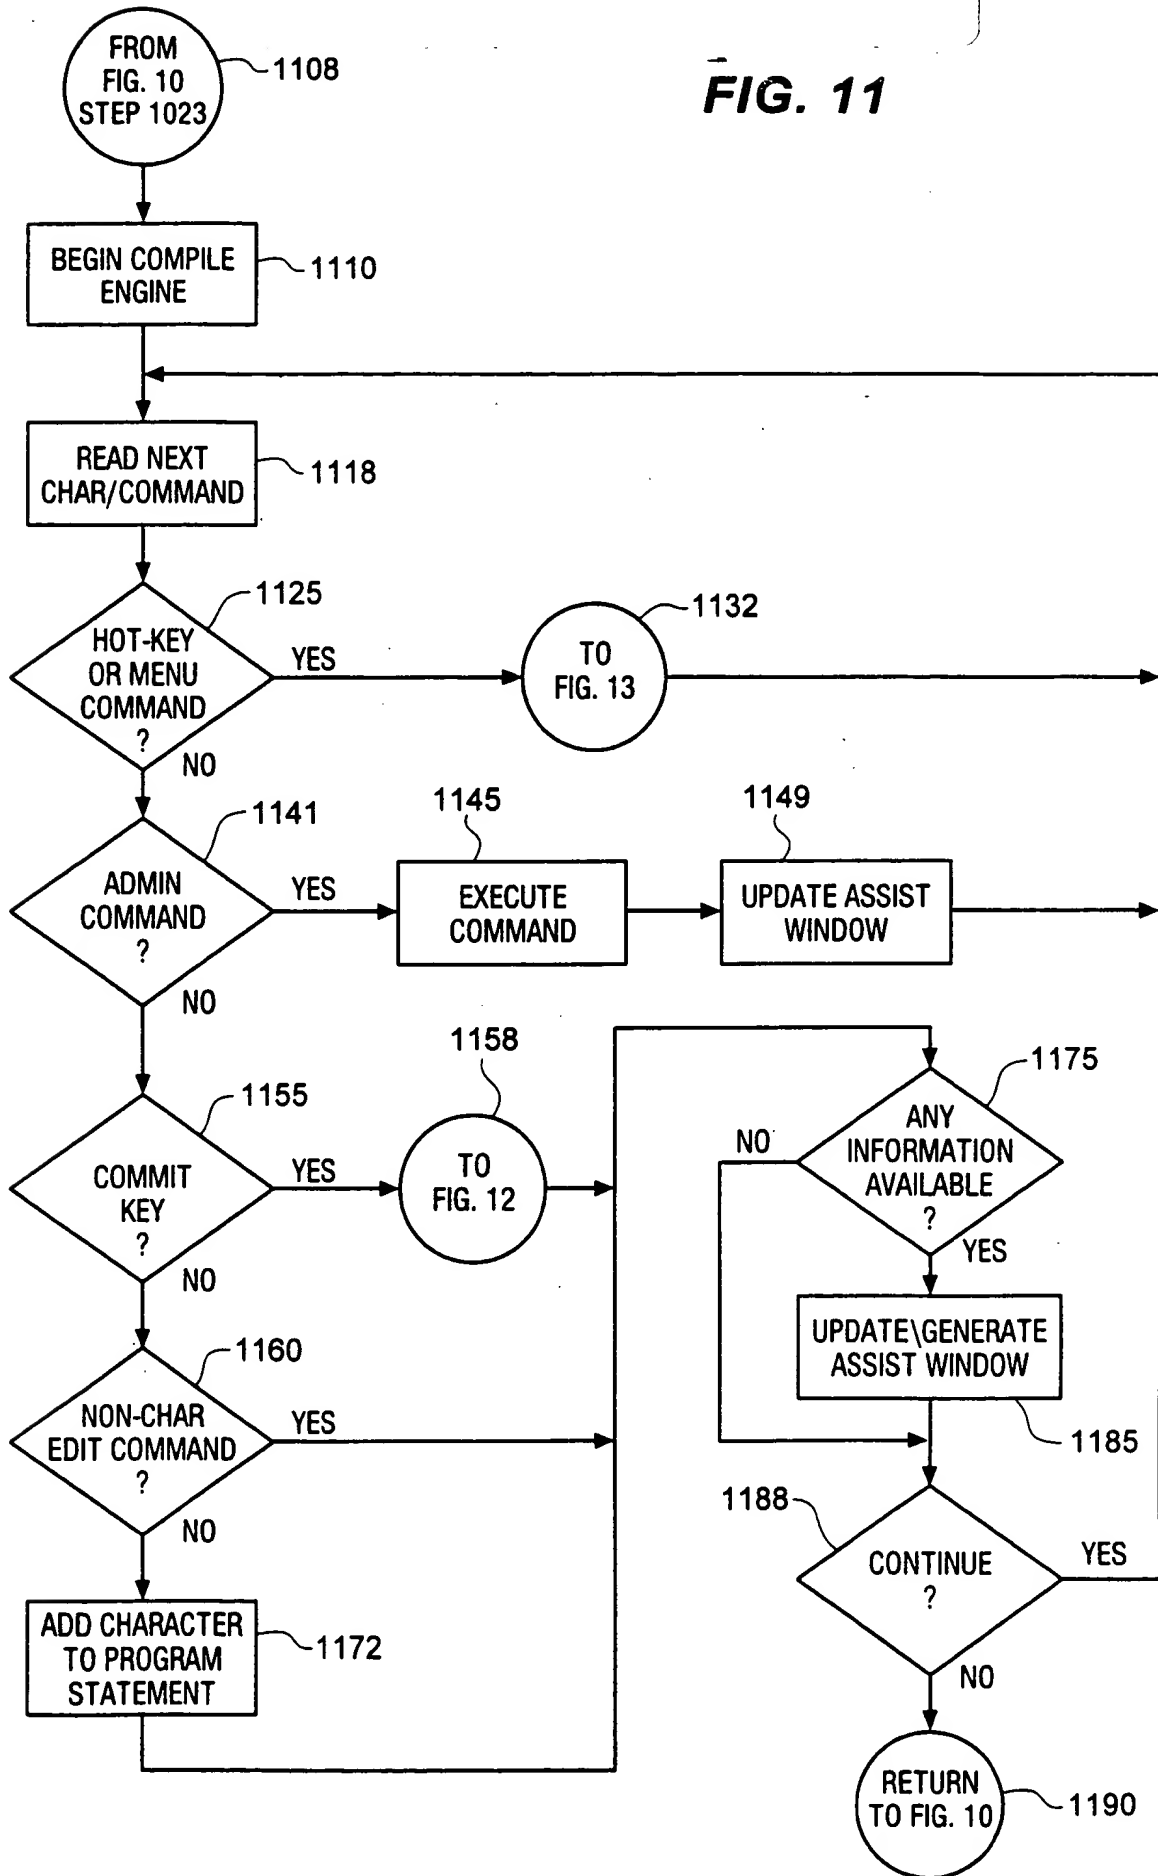 FROM
FIG. 10
STEP 1023
1108
FIG. 11
BEGIN COMPILE
ENGINE
1110
READ NEXT
CHAR/COMMAND
1118
1125
HOT-KEY
OR MENU
COMMAND
?
YES
NO
1132
TO
FIG. 13
1141
ADMIN
COMMAND
?
YES
NO
1145
EXECUTE
COMMAND
1149
UPDATE ASSIST
WINDOW
1155
COMMIT
KEY
?
YES
NO
1158
TO
FIG. 12
1160
NON-CHAR
EDIT COMMAND
?
YES
NO
ADD CHARACTER
TO PROGRAM
STATEMENT
1172
1175
ANY
INFORMATION
AVAILABLE
?
NO
YES
UPDATE\GENERATE
ASSIST WINDOW
1185
1188
CONTINUE
?
YES
NO
RETURN
TO FIG. 10
1190